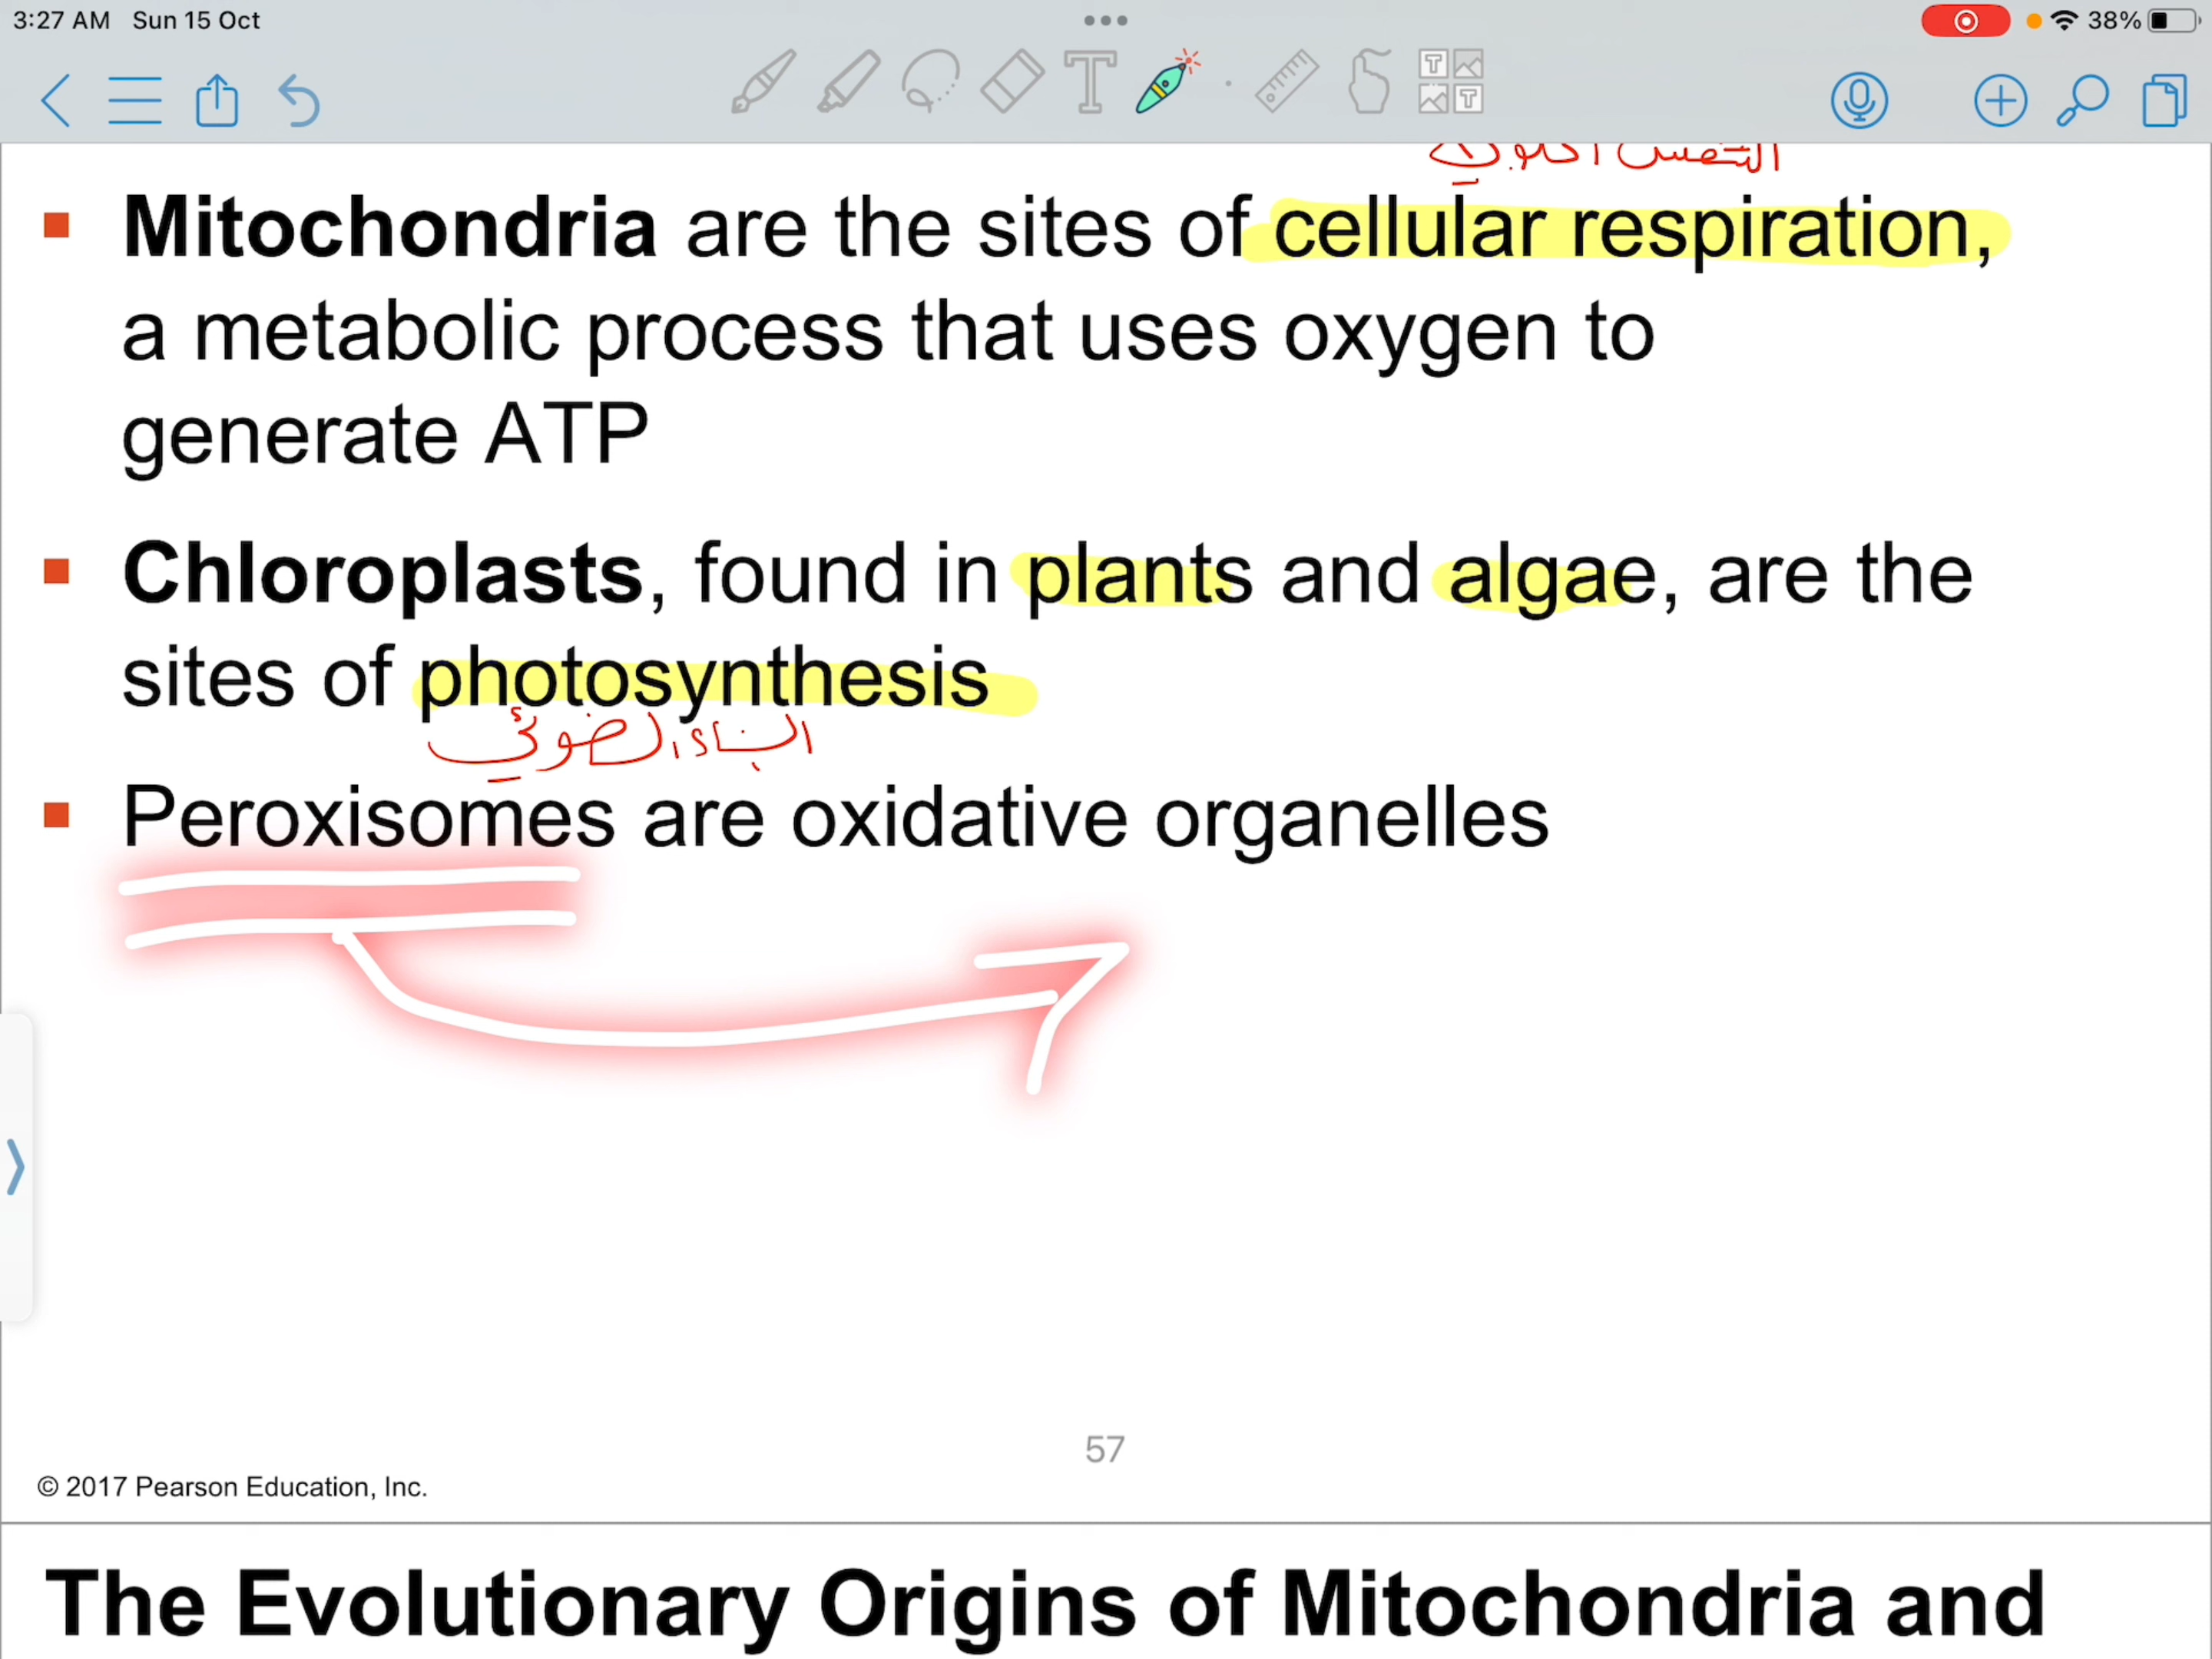 3:27 AM Sun 15 Oct
38%
التنفس الخلوي
Mitochondria are the sites of cellular respiration,
a metabolic process that uses oxygen to
generate ATP
Chloroplasts, found in plants and algae, are the
sites of photosynthesis
البناء الضوئي
Peroxisomes are oxidative organelles
57
© 2017 Pearson Education, Inc.
The Evolutionary Origins of Mitochondria and